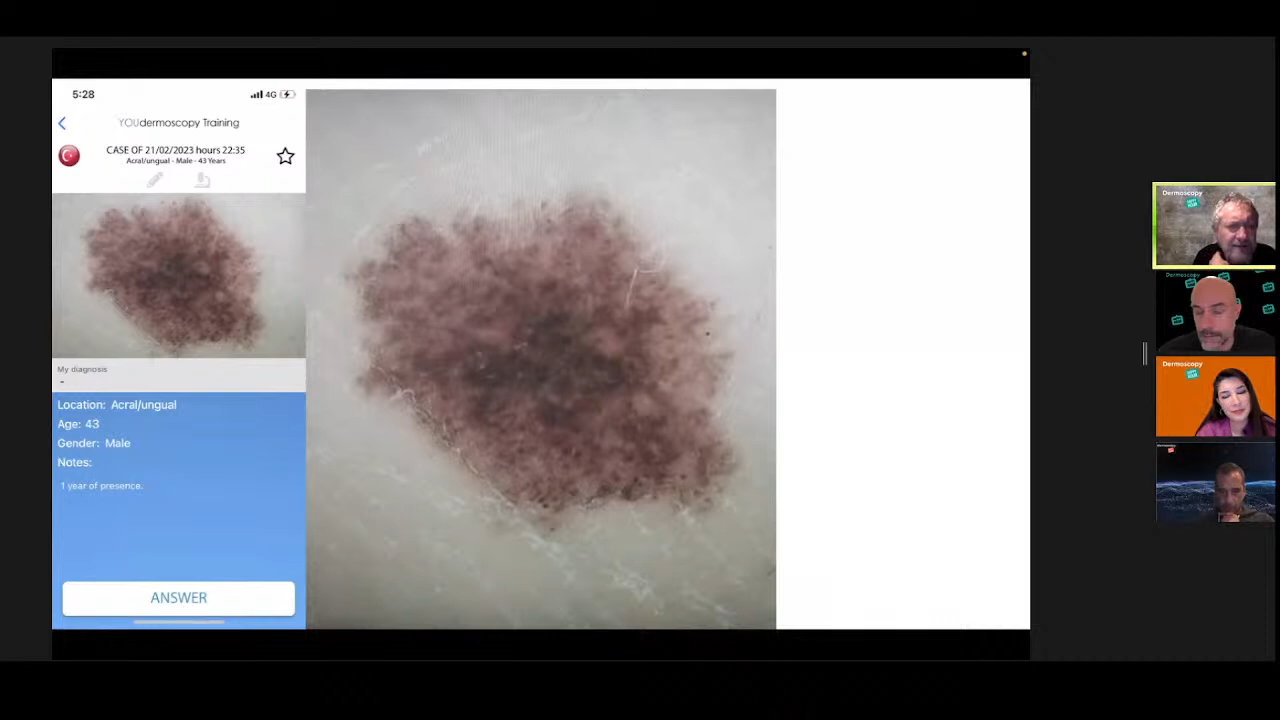 5:28
4G
YOUdermoscopy Training
CASE OF 21/02/2023 hours 22:35
Acral/ungual - Male - 43 Years
My diagnosis
-
Location: Acral/ungual
Age: 43
Gender: Male
Notes:
1 year of presence.
ANSWER
Dermoscopy
Dermoscopy
Dermoscopy